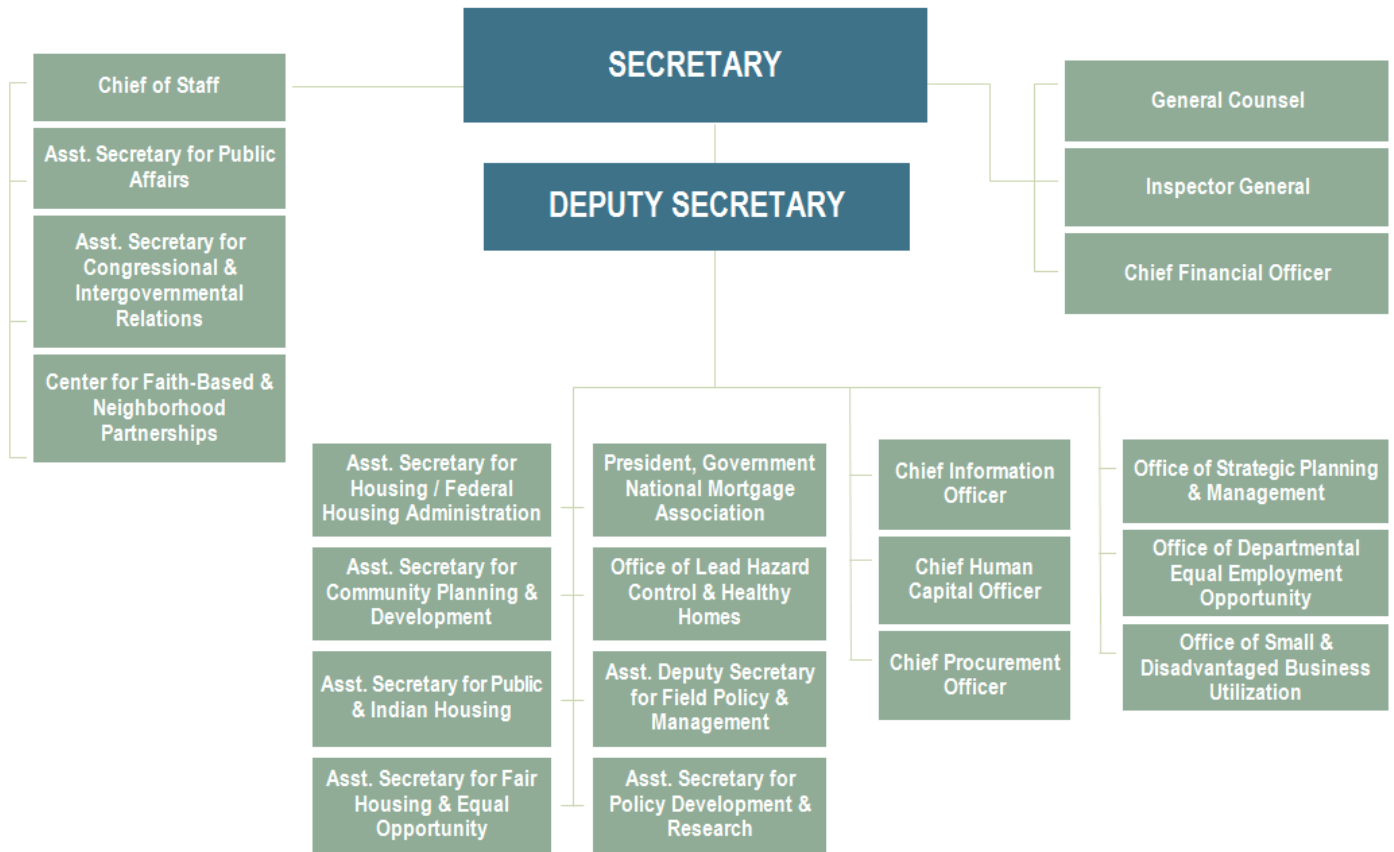 SECRETARY
DEPUTY SECRETARY
Chief of Staff
Asst. Secretary for Public
Affairs
Asst. Secretary for
Congressional &
Intergovernmental
Relations
Center for Faith-Based &
Neighborhood
Partnerships
General Counsel
Inspector General
Chief Financial Officer
Asst. Secretary for
Housing / Federal
Housing Administration
Asst. Secretary for
Community Planning &
Development
Asst. Secretary for Public
& Indian Housing
Asst. Secretary for Fair
Housing & Equal
Opportunity
President, Government
National Mortgage
Association
Office of Lead Hazard
Control & Healthy
Homes
Asst. Deputy Secretary
for Field Policy &
Management
Asst. Secretary for
Policy Development &
Research
Chief Information
Officer
Chief Human
Capital Officer
Chief Procurement
Officer
Office of Strategic Planning
& Management
Office of Departmental
Equal Employment
Opportunity
Office of Small &
Disadvantaged Business
Utilization